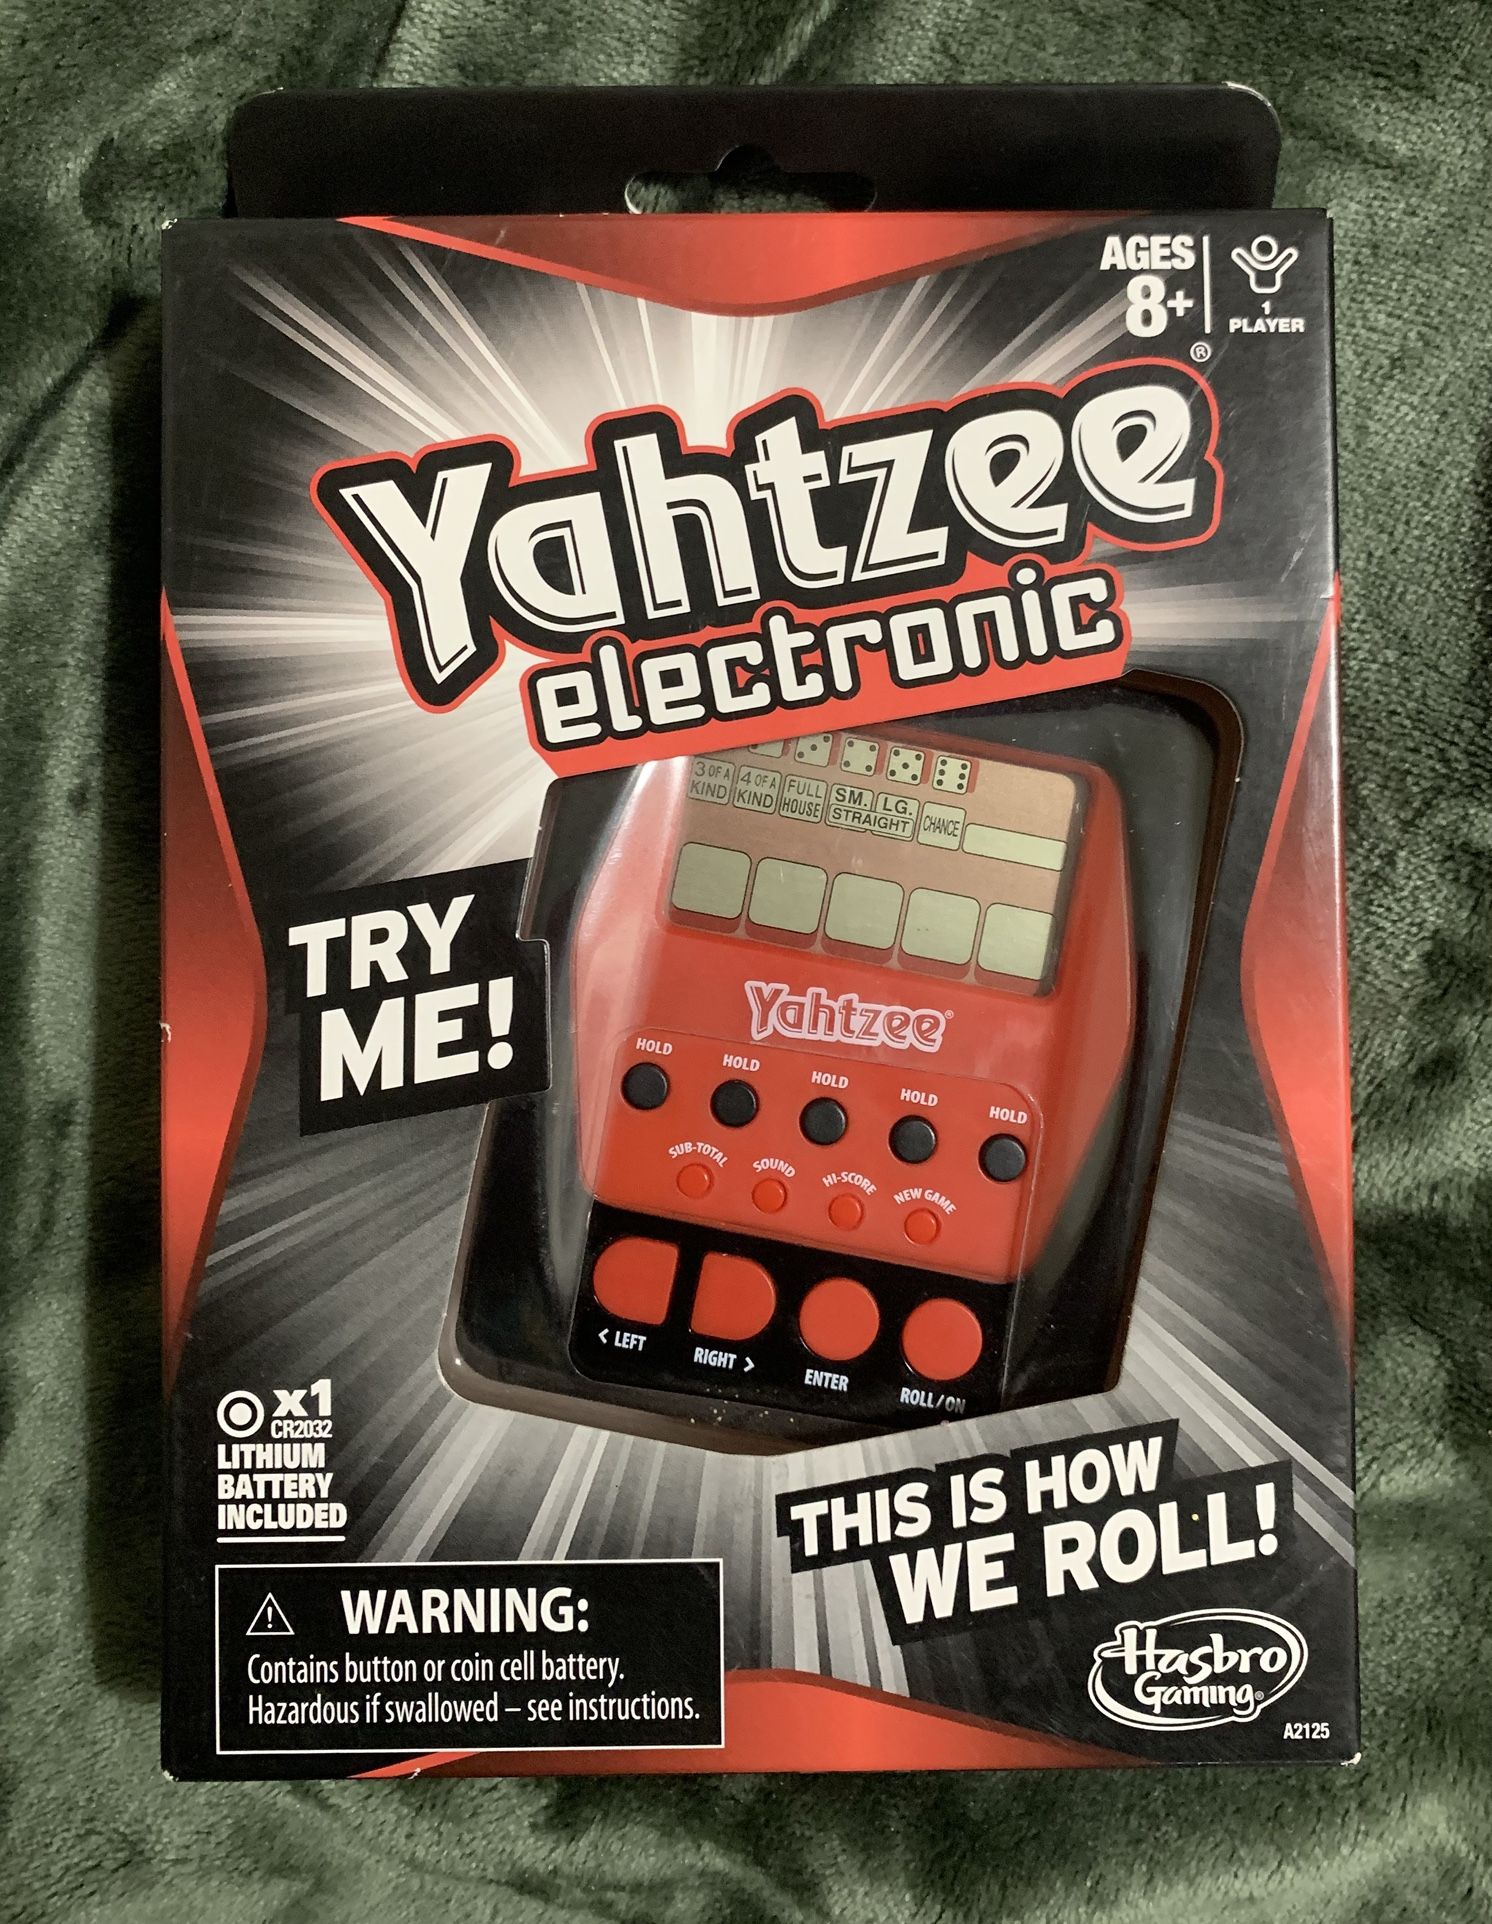 AGES
8+
1
PLAYER
Yahtzee®
electronic
3 OF A
KIND
4 OF A
KIND
FULL
HOUSE
SM. LG.
STRAIGHT
CHANCE
TRY
ME!
Yahtzee®
HOLD HOLD HOLD HOLD HOLD
SUB-TOTAL SOUND HI-SCORE NEW GAME
< LEFT RIGHT > ENTER ROLL/ON
x1
CR2032
LITHIUM
BATTERY
INCLUDED
THIS IS HOW
WE ROLL!
WARNING:
Contains button or coin cell battery.
Hazardous if swallowed – see instructions.
Hasbro
Gaming®
A2125